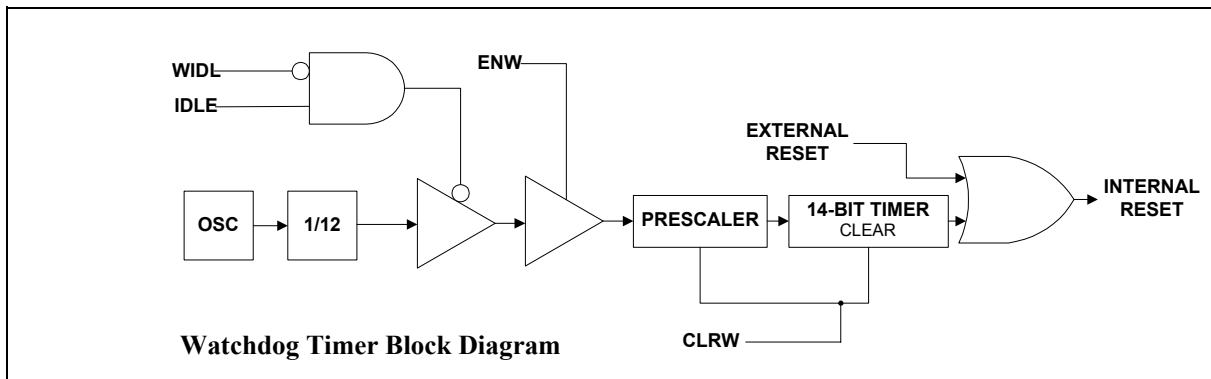 WIDL
IDLE
ENW
EXTERNAL
RESET
OSC
1/12
PRESCALER
14-BIT TIMER
CLEAR
INTERNAL
RESET
CLRW
Watchdog Timer Block Diagram